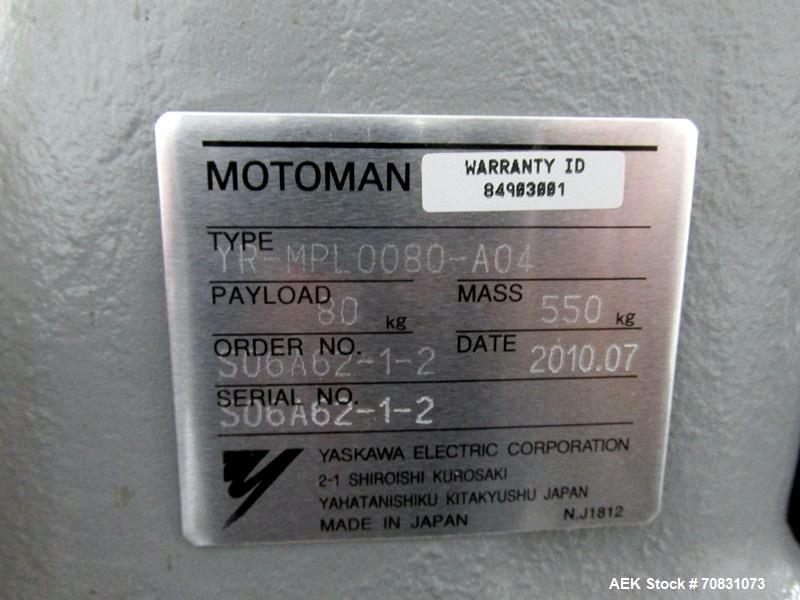 MOTOMAN
WARRANTY ID
84903001
TYPE
YR-MPL0080-A04
PAYLOAD 80 kg MASS 550 kg
ORDER NO. S06A62-1-2 DATE 2010.07
SERIAL NO. S06A62-1-2
YASKAWA ELECTRIC CORPORATION
2-1 SHIROISHI KUROSAKI
YAHATANISHIKU KITAKYUSHU JAPAN
MADE IN JAPAN N.J1812
AEK Stock # 70831073